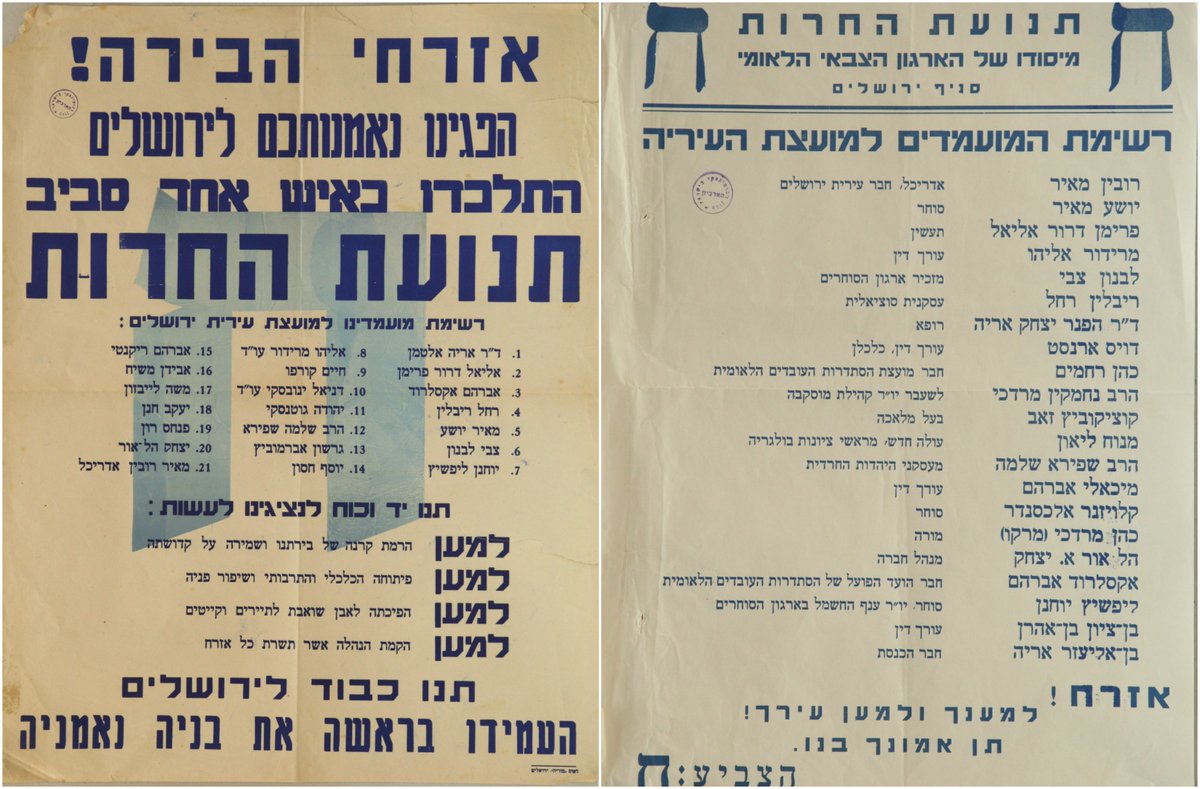 אזרחי הבירה!
הפגינו נאמנותכם לירושלים
התלכדו כאיש אחד סביב
תנועת החרות
רשימת מועמדינו למועצת עירית ירושלים:
1. ד"ר אריה אלטמן
2. אליאל דרור פרימן
3. אברהם אקסלרוד
4. רחל ריבלין
5. מאיר יושע
6. צבי לבנון
7. יוחנן ליפשיץ
8. אליהו מרידור עו"ד
9. חיים קורפו
10. דניאל ינובסקי עו"ד
11. יהודה גוטנסקי
12. הרב שלמה שפירא
13. גרשון אברמוביץ
14. יוסף חסון
15. אברהם ריקנטי
16. אבידן משיח
17. משה לייבזון
18. יעקב חנן
19. פנחס רון
20. יצחק הל־אור
21. מאיר רובין אדריכל
תנו יד וכוח לנציגינו לעשות:
למען הרמת קרנה של בירתנו ושמירה על קדושתה
למען פיתוחה הכלכלי והתרבותי ושיפור פניה
למען הפיכתה לאבן שואבת לתיירים וקייטים
למען הקמת הנהלה אשר תשרת כל אזרח
תנו כבוד לירושלים
העמידו בראשה את בניה נאמניה
ח ח
תנועת החרות
מיסודו של הארגון הצבאי הלאומי
סניף ירושלים
רשימת המועמדים למועצת העיריה
רובין מאיר אדריכל, חבר עירית ירושלים
יושע מאיר סוחר
פרימן דרור אליאל תעשין
מרידור אליהו עורך דין
לבנון צבי מזכיר ארגון הסוחרים
ריבלין רחל עסקנית סוציאלית
ד"ר הפנר יצחק אריה רופא
דויס ארנסט עורך דין, כלכלן
כהן רחמים חבר מועצת הסתדרות העובדים הלאומית
הרב נחמקין מרדכי לשעבר יו"ר קהילת מוסקבה
קוציקוביץ זאב בעל מלאכה
מנוח ליאון עולה חדש, מראשי ציונות בולגריה
הרב שפירא שלמה מעסקני היהדות החרדית
מיכאלי אברהם עורך דין
קלויזנר אלכסנדר סוחר
כהן מרדכי (מרקו) מורה
הל אור א. יצחק מנהל חברה
אקסלרוד אברהם חבר הועד הפועל של הסתדרות העובדים הלאומית
ליפשיץ יוחנן סוחר, יו"ר ענף החשמל בארגון הסוחרים
בן־ציון בן־אהרן עורך דין
בן־אליעזר אריה חבר הכנסת
אזרח!
למענך ולמען עירך!
תן אמונך בנו.
הצביע: ח